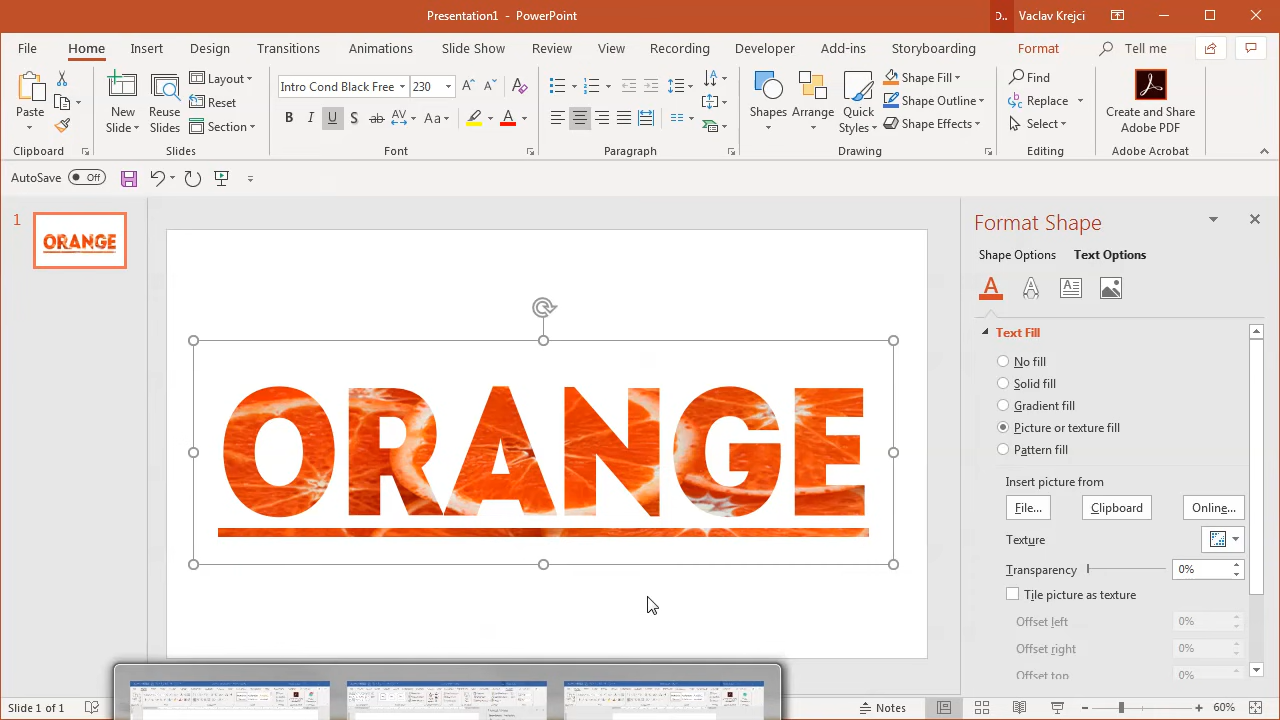 Presentation1 - PowerPoint
D.. Vaclav Krejci
File Home Insert Design Transitions Animations Slide Show Review View Recording Developer Add-ins Storyboarding Format Tell me
Paste
Clipboard
New Slide
Reuse Slides
Layout
Reset
Section
Slides
Intro Cond Black Free 230
B I U S abc AV Aa A
Font
Paragraph
Shapes
Arrange
Quick Styles
Shape Fill
Shape Outline
Shape Effects
Drawing
Find
Replace
Select
Editing
Create and Share Adobe PDF
Adobe Acrobat
AutoSave Off
1
ORANGE
ORANGE
Format Shape
Shape Options Text Options
Text Fill
No fill
Solid fill
Gradient fill
Picture or texture fill
Pattern fill
Insert picture from
File... Clipboard Online...
Texture
Transparency 0%
Tile picture as texture
Offset left 0%
Offset right 0%
Offset top 0%
Slide 1 of 1 Notes 60%